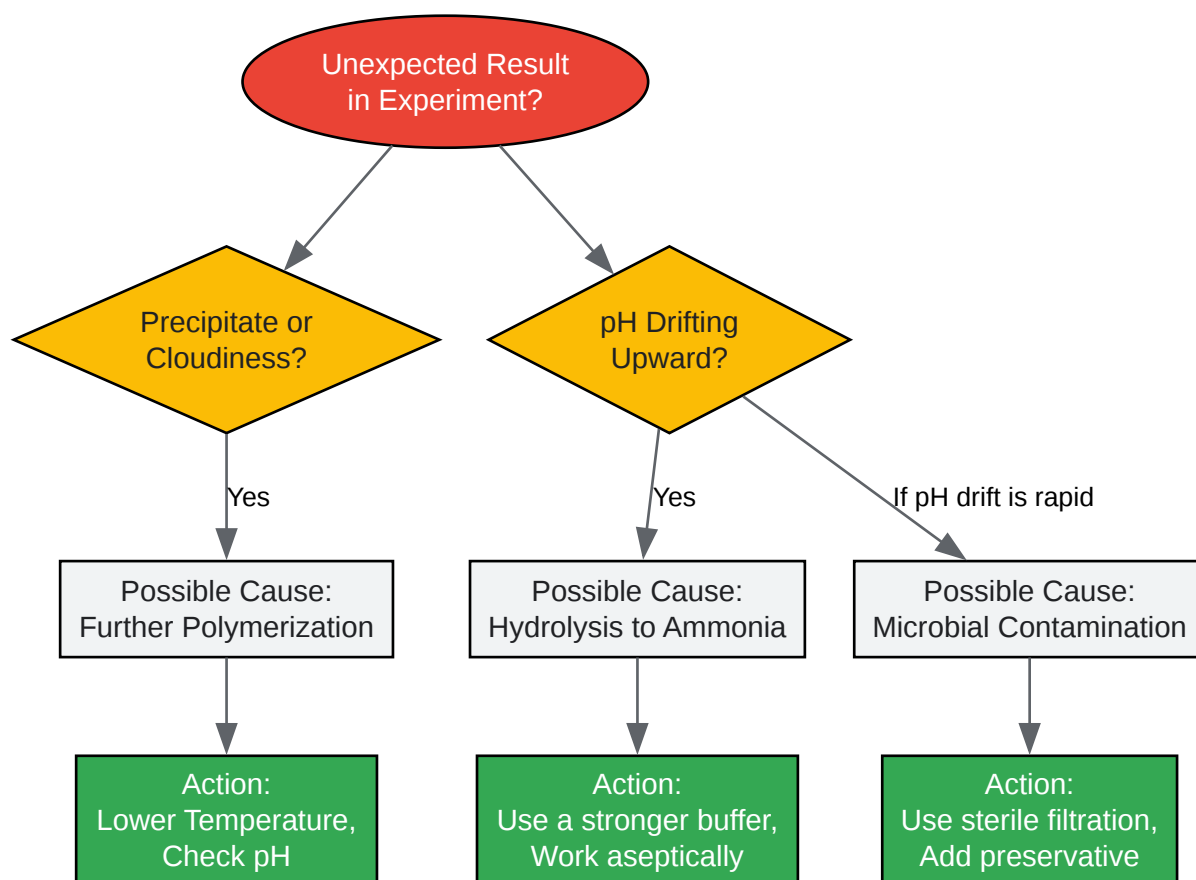 Unexpected Result
in Experiment?
Precipitate or
Cloudiness?
pH Drifting
Upward?
Yes
Yes
If pH drift is rapid
Possible Cause:
Further Polymerization
Possible Cause:
Hydrolysis to Ammonia
Possible Cause:
Microbial Contamination
Action:
Lower Temperature,
Check pH
Action:
Use a stronger buffer,
Work aseptically
Action:
Use sterile filtration,
Add preservative